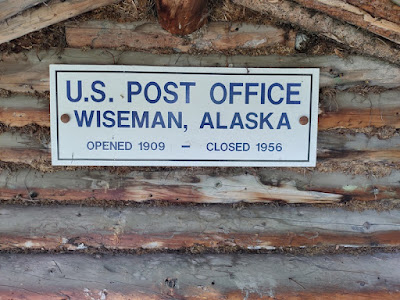 U.S. POST OFFICE
WISEMAN, ALASKA
OPENED 1909 – CLOSED 1956